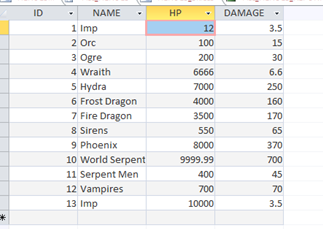 ID NAME HP DAMAGE
1 Imp 12 3.5
2 Orc 100 15
3 Ogre 200 30
4 Wraith 6666 6.6
5 Hydra 7000 250
6 Frost Dragon 4000 160
7 Fire Dragon 3500 170
8 Sirens 550 65
9 Phoenix 8000 370
10 World Serpent 9999.99 700
11 Serpent Men 400 45
12 Vampires 700 70
13 Imp 10000 3.5